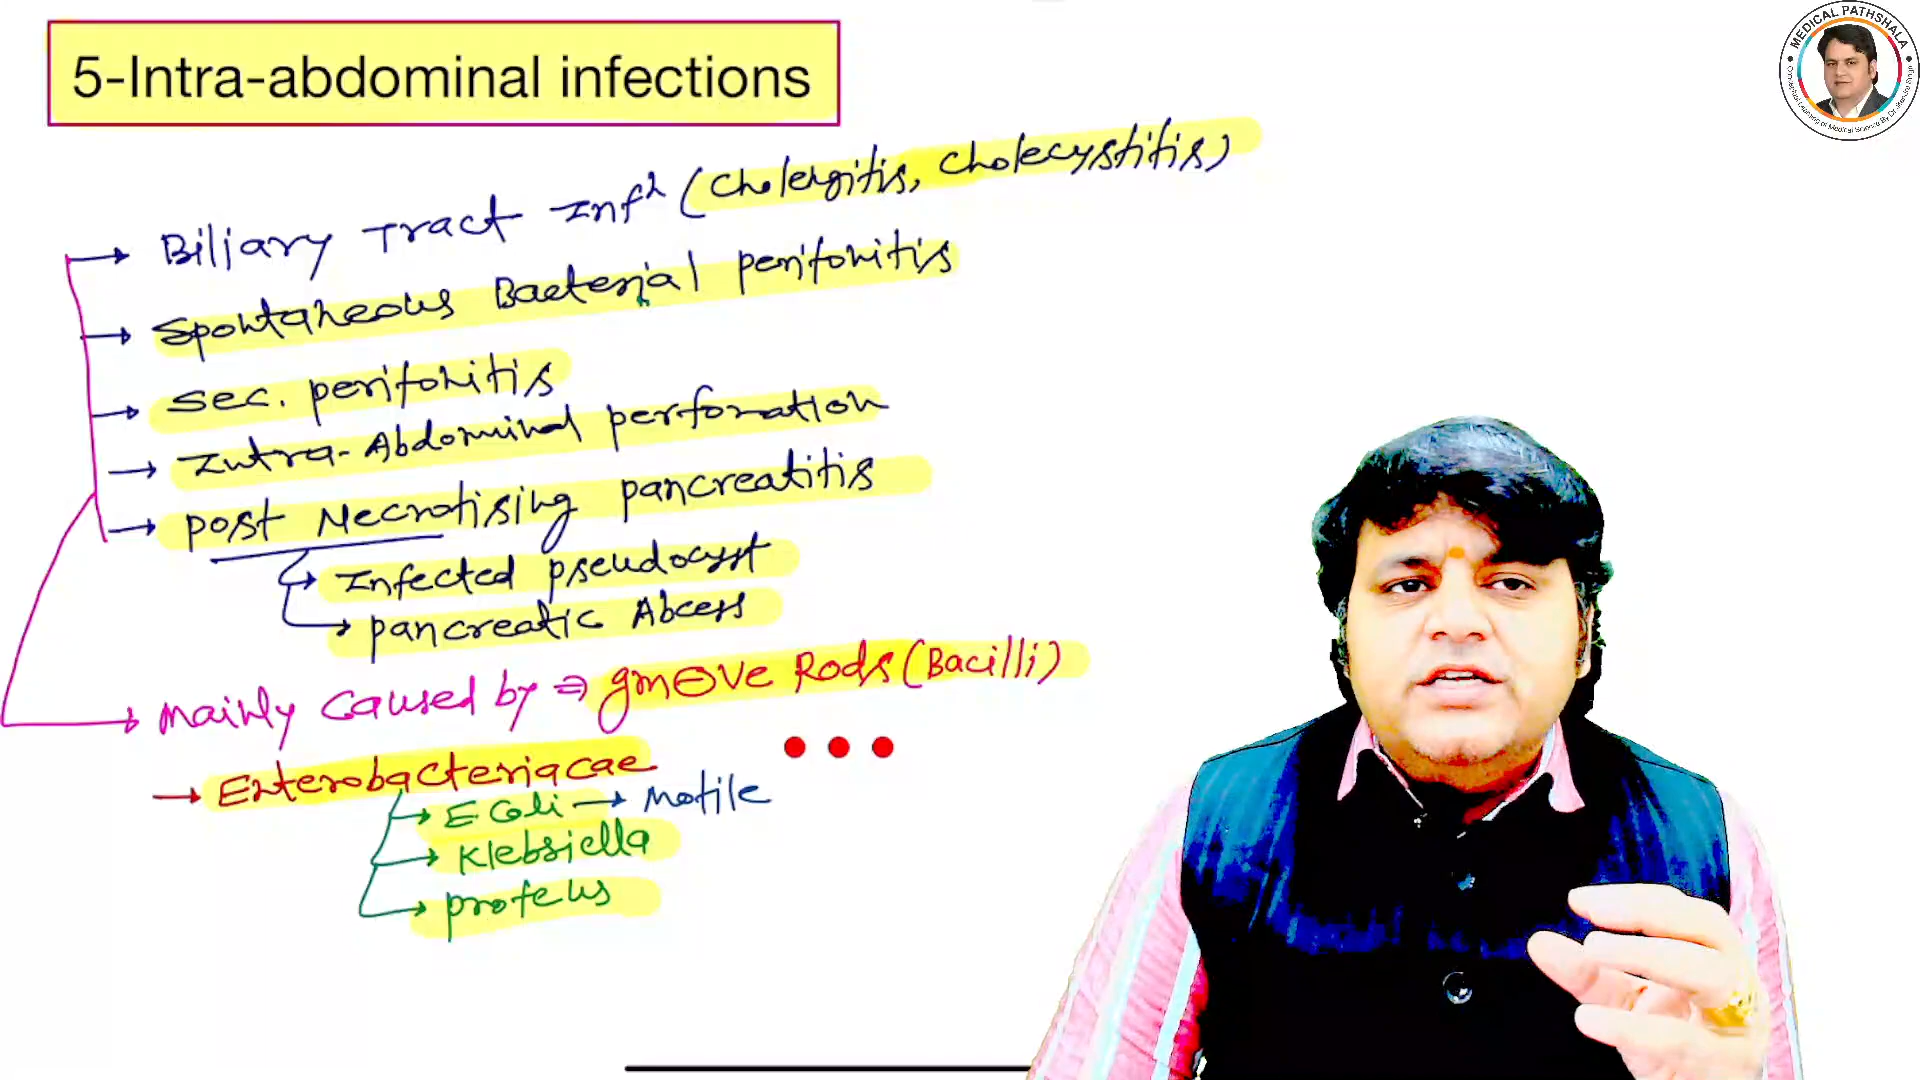 5-Intra-abdominal infections
MEDICAL PATHSHALA
Biliary Tract Infn (Cholengitis, Cholecystitis)
Spontaneous Bacterial peritonitis
Sec. peritonitis
Intra-Abdominal perforation
post Necrotising pancreatitis
Infected pseudocyst
pancreatic Abcess
mainly caused by ⇒ gm⊖ve Rods (Bacilli)
→ Enterobacteriacae
→ E. Coli → Motile
→ Klebsiella
→ proteus